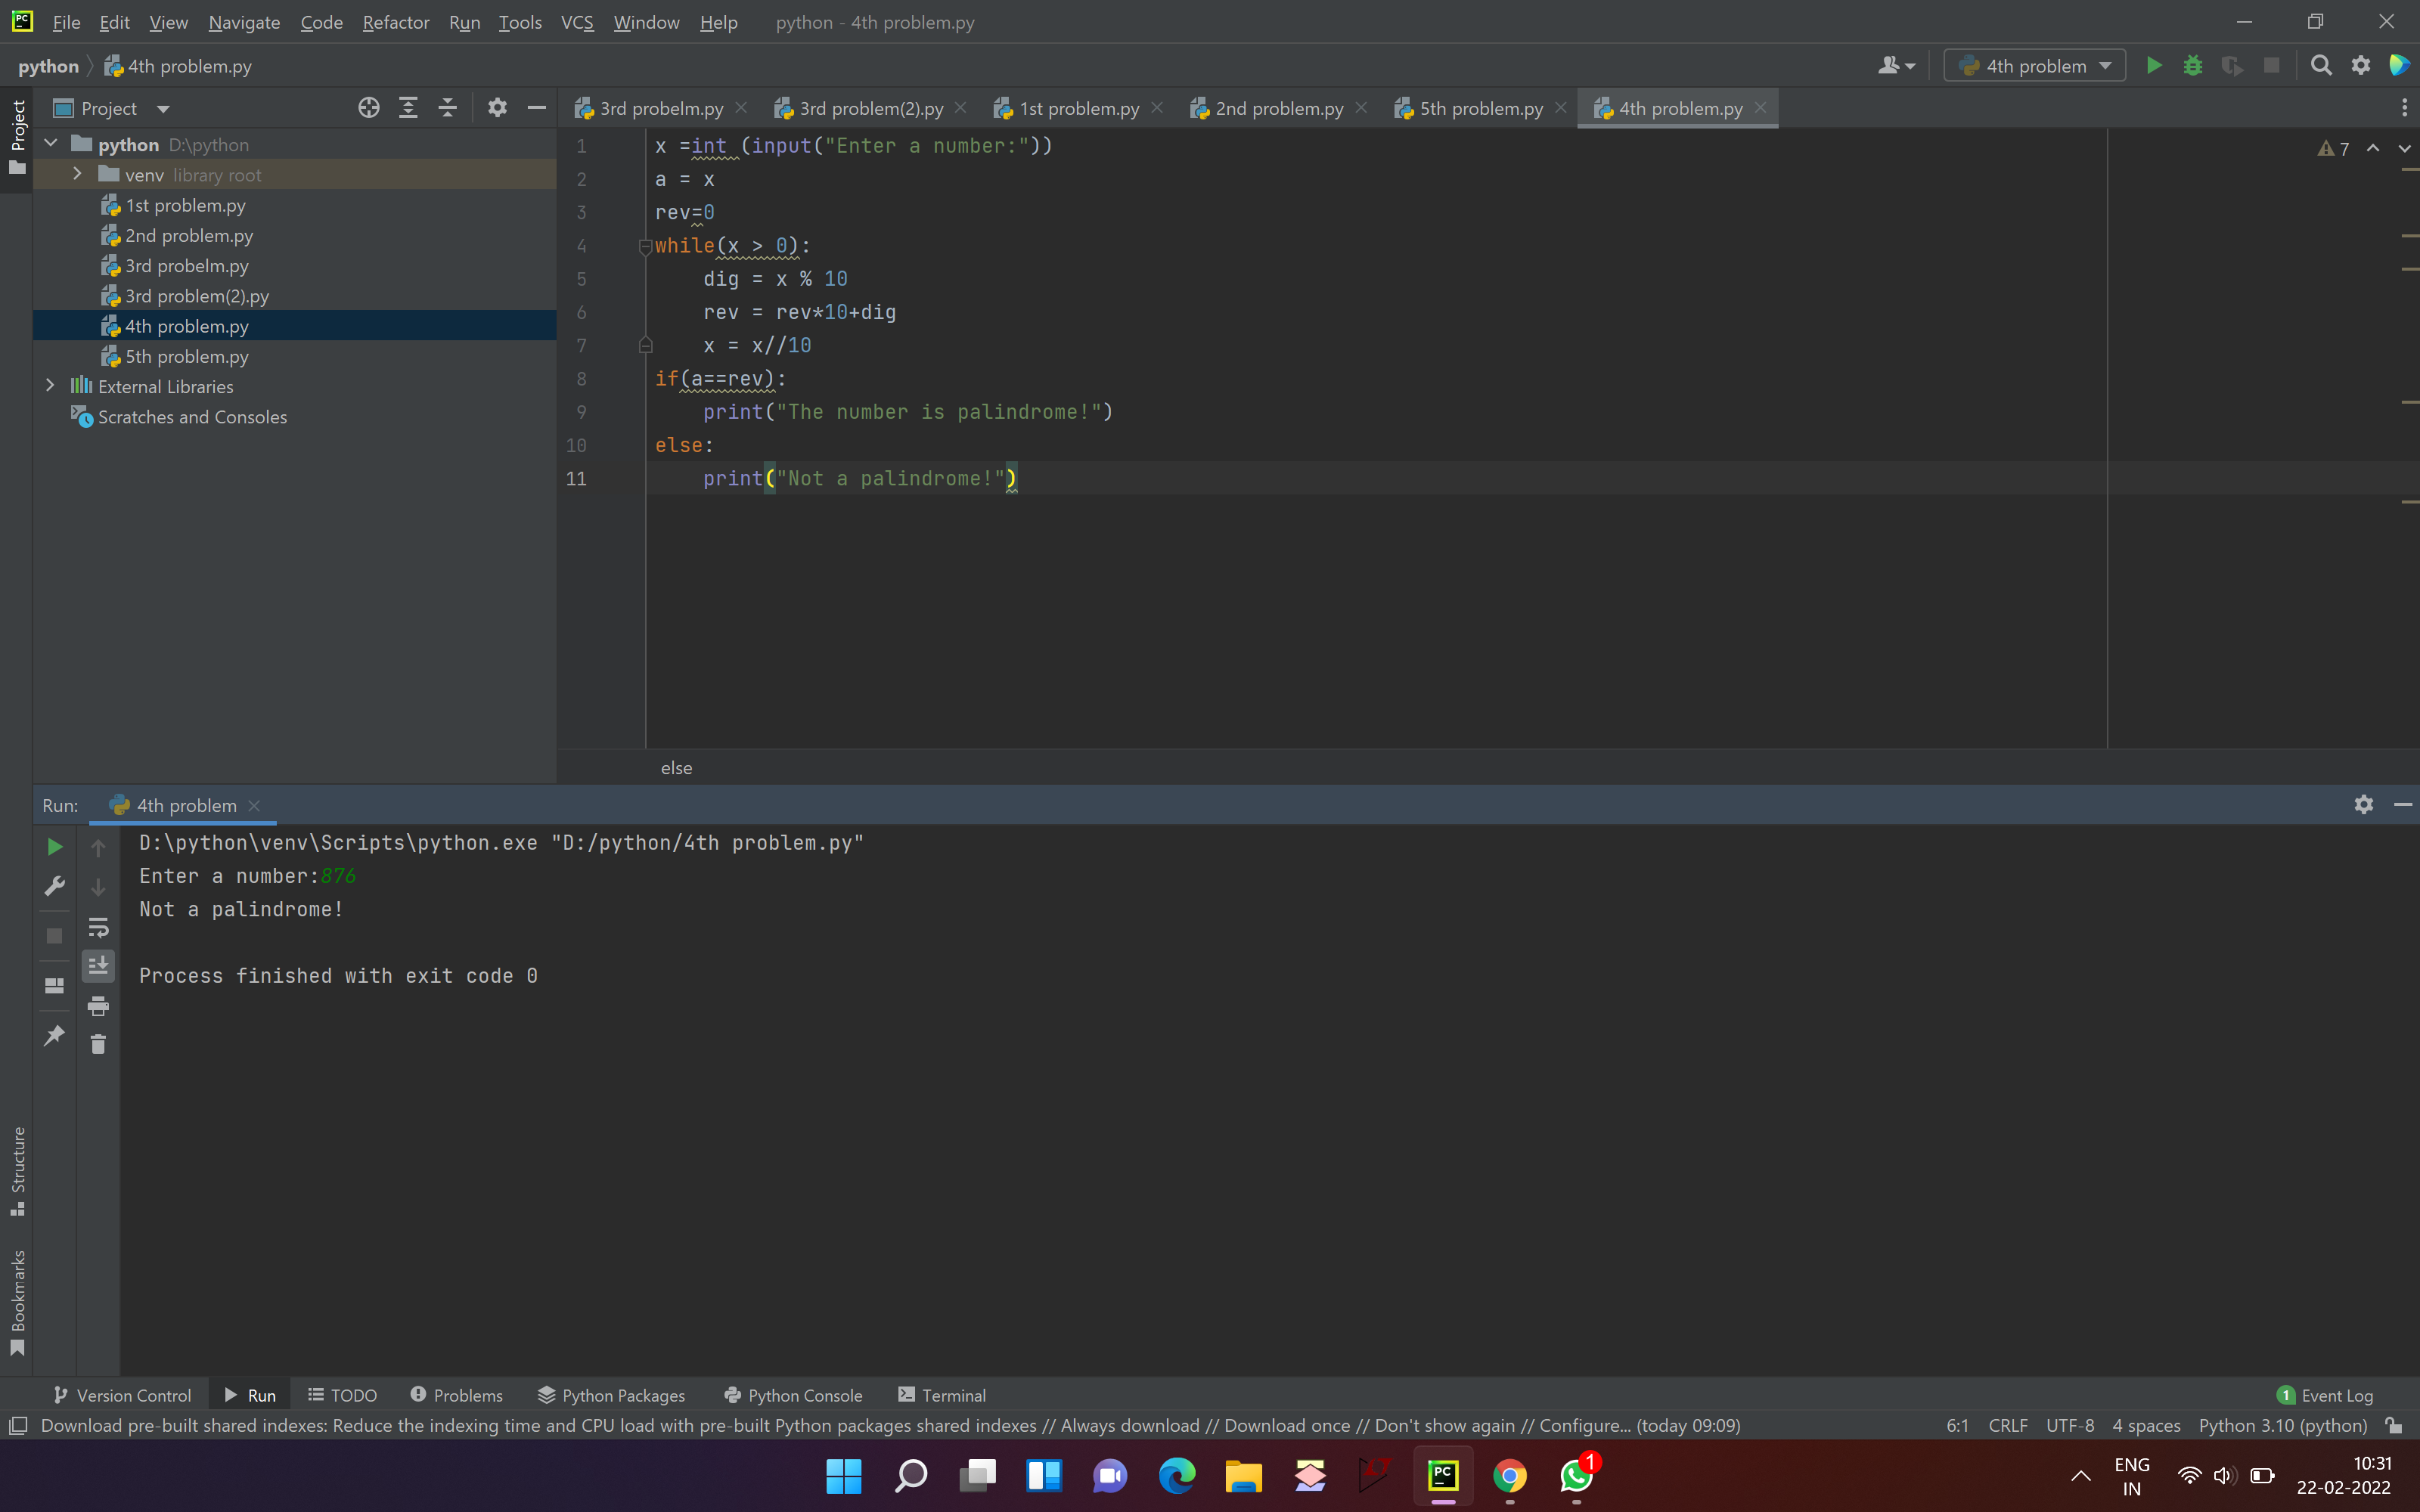 PC File Edit View Navigate Code Refactor Run Tools VCS Window Help python - 4th problem.py
python 4th problem.py 4th problem
Project Project 3rd probelm.py 3rd problem(2).py 1st problem.py 2nd problem.py 5th problem.py 4th problem.py
python D:\python
venv library root
1st problem.py
2nd problem.py
3rd probelm.py
3rd problem(2).py
4th problem.py
5th problem.py
External Libraries
Scratches and Consoles
1 x =int (input("Enter a number:")) 7
2 a = x
3 rev=0
4 while(x > 0):
5     dig = x % 10
6     rev = rev*10+dig
7     x = x//10
8 if(a==rev):
9     print("The number is palindrome!")
10 else:
11     print("Not a palindrome!")
else
Run: 4th problem
D:\python\venv\Scripts\python.exe "D:/python/4th problem.py"
Enter a number:876
Not a palindrome!
Process finished with exit code 0
Structure
Bookmarks
Version Control Run TODO Problems Python Packages Python Console Terminal 1 Event Log
Download pre-built shared indexes: Reduce the indexing time and CPU load with pre-built Python packages shared indexes // Always download // Download once // Don't show again // Configure... (today 09:09) 6:1 CRLF UTF-8 4 spaces Python 3.10 (python)
PC 1 ENG 10:31
IN 22-02-2022